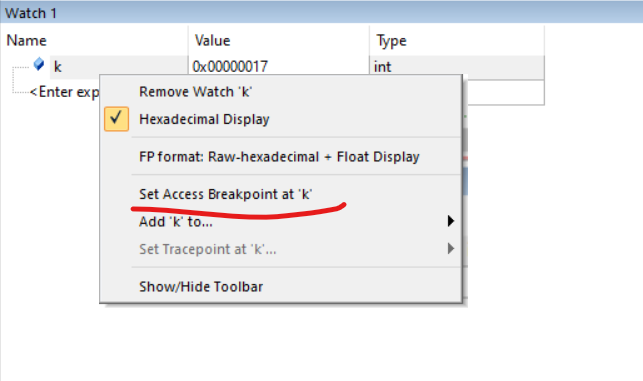 Watch 1
Name Value Type
k 0x00000017 int
<Enter exp
Remove Watch 'k'
Hexadecimal Display
FP format: Raw-hexadecimal + Float Display
Set Access Breakpoint at 'k'
Add 'k' to...
Set Tracepoint at 'k'...
Show/Hide Toolbar